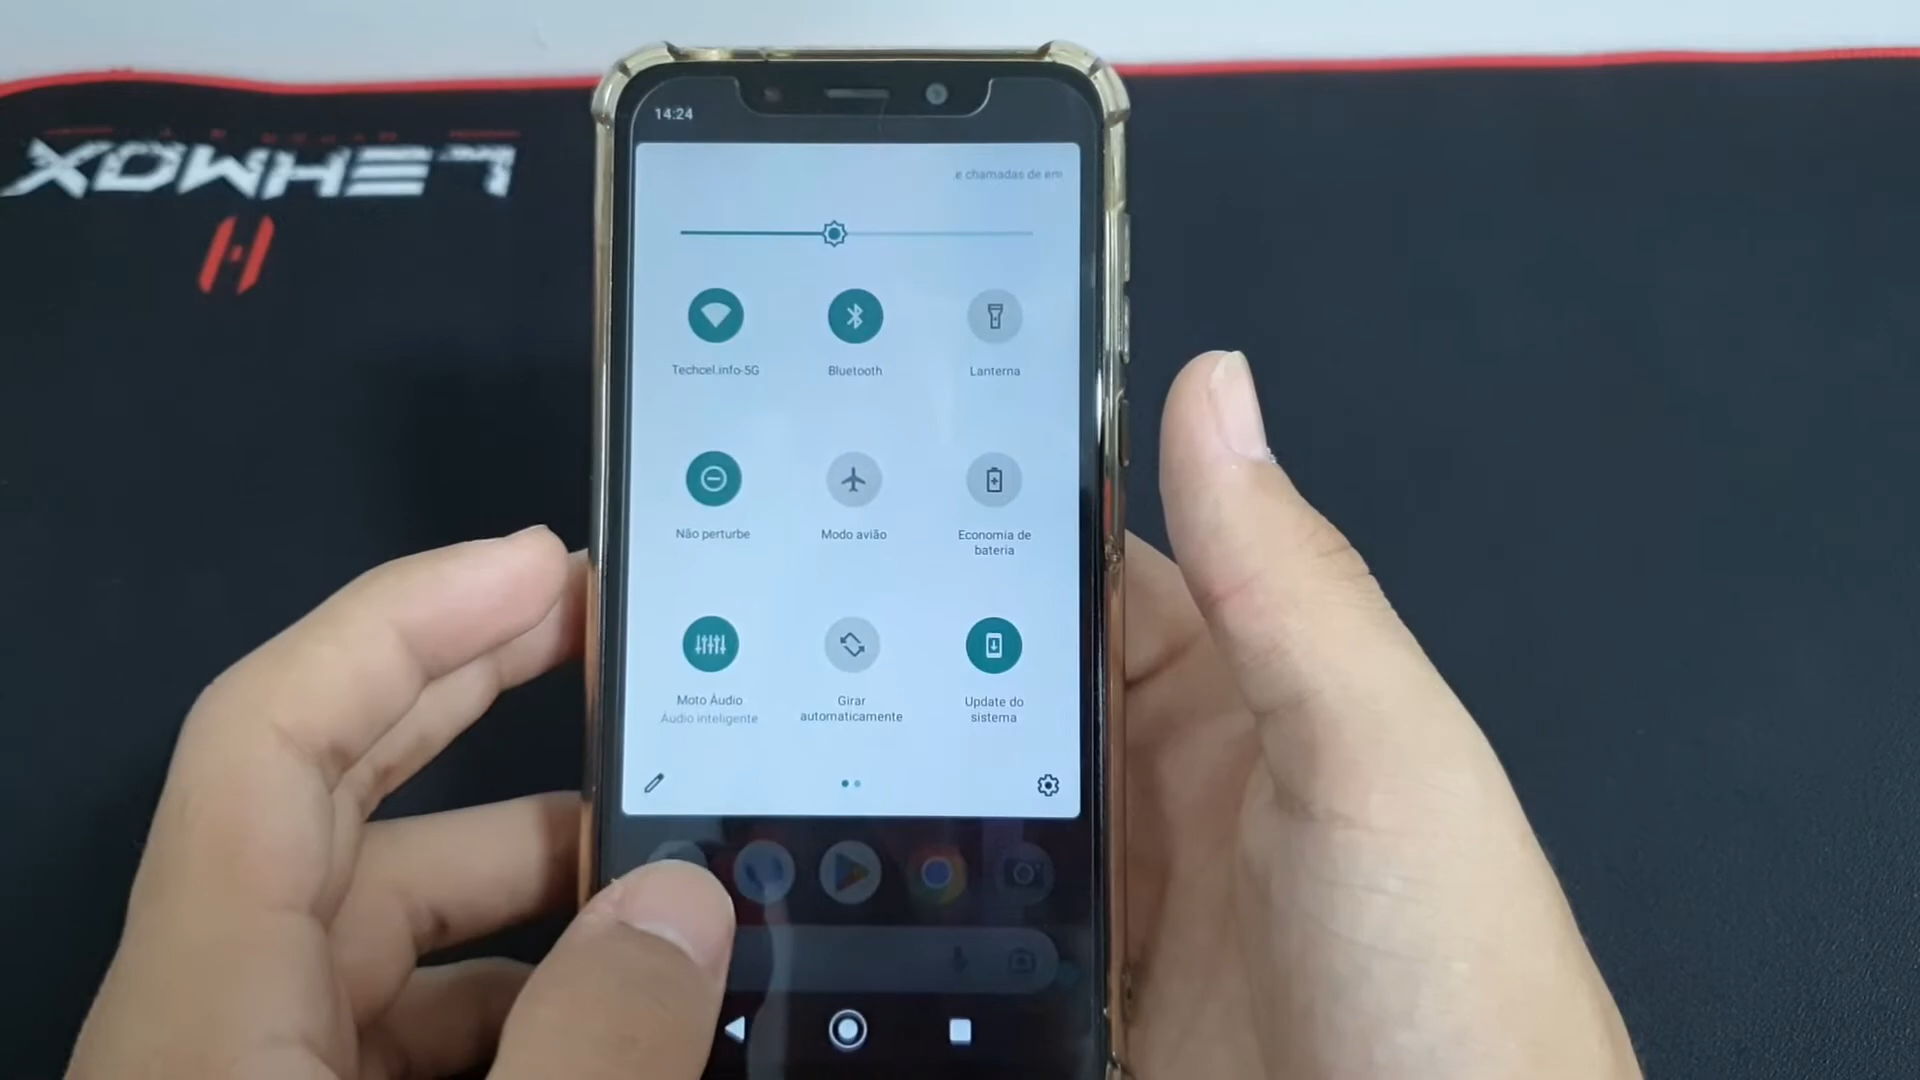 LEHMOX
14:24
e chamadas de em
Techcel.info-5G
Bluetooth
Lanterna
Não perturbe
Modo avião
Economia de
bateria
Moto Áudio
Áudio inteligente
Girar
automaticamente
Update do
sistema